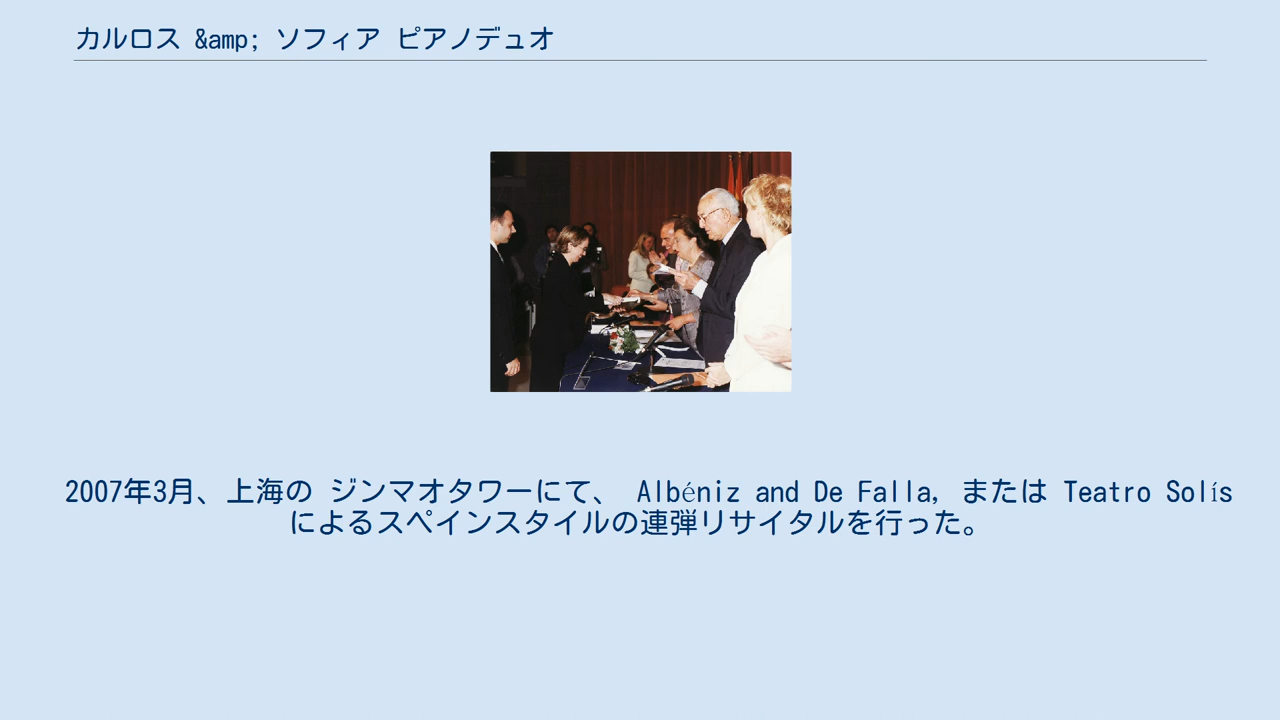 カルロス &amp; ソフィア ピアノデュオ
2007年3月、上海の ジンマオタワーにて、 Albéniz and De Falla, または Teatro Solís
によるスペインスタイルの連弾リサイタルを行った。